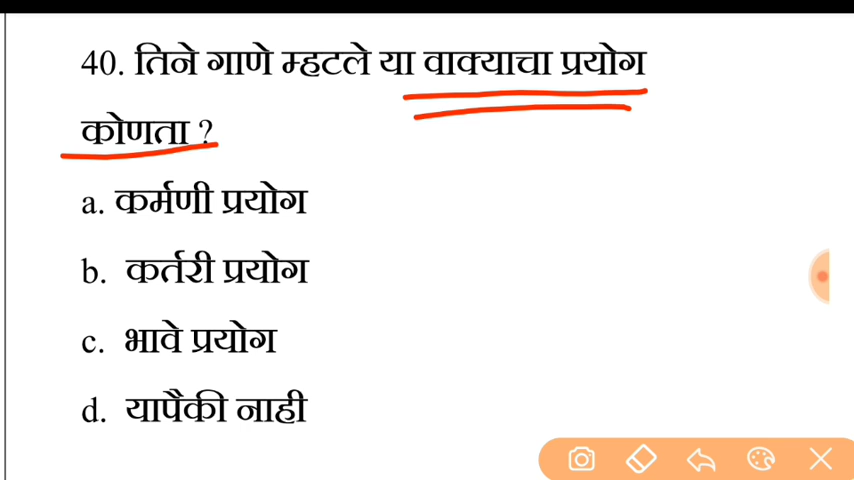 40. तिने गाणे म्हटले या वाक्याचा प्रयोग
कोणता ?
a. कर्मणी प्रयोग
b. कर्तरी प्रयोग
c. भावे प्रयोग
d. यापैकी नाही